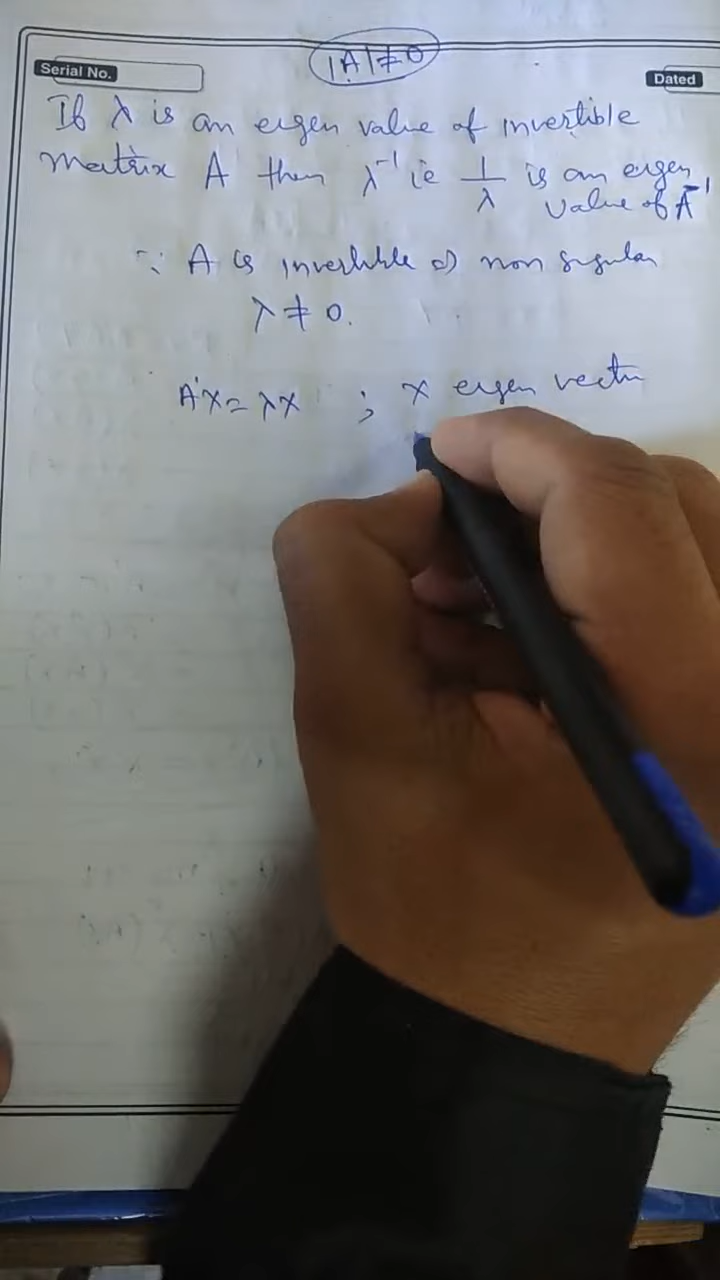 |A| ≠ 0
Serial No.
Dated
If λ is an eigen value of invertible
matrix A then λ⁻¹ ie 1/λ is an eigen
value of A⁻¹
∵ A is invertible or non singular
λ ≠ 0.
AX = λX ; X eigen vector